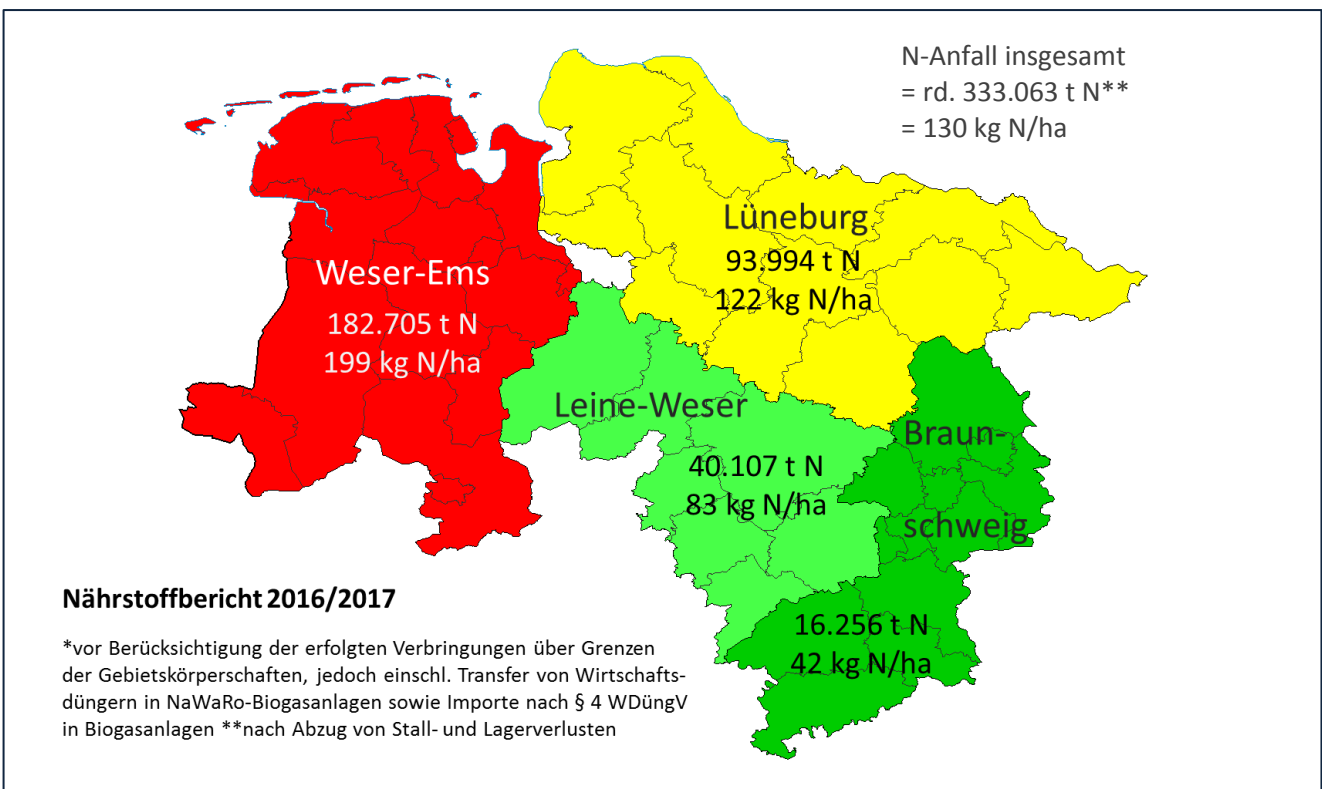 N-Anfall insgesamt
= rd. 333.063 t N**
= 130 kg N/ha
Lüneburg
93.994 t N
122 kg N/ha
Weser-Ems
182.705 t N
199 kg N/ha
Leine-Weser
40.107 t N
83 kg N/ha
Braun-
schweig
16.256 t N
42 kg N/ha
Nährstoffbericht 2016/2017
*vor Berücksichtigung der erfolgten Verbringungen über Grenzen
der Gebietskörperschaften, jedoch einschl. Transfer von Wirtschafts-
düngern in NaWaRo-Biogasanlagen sowie Importe nach § 4 WDüngV
in Biogasanlagen **nach Abzug von Stall- und Lagerverlusten